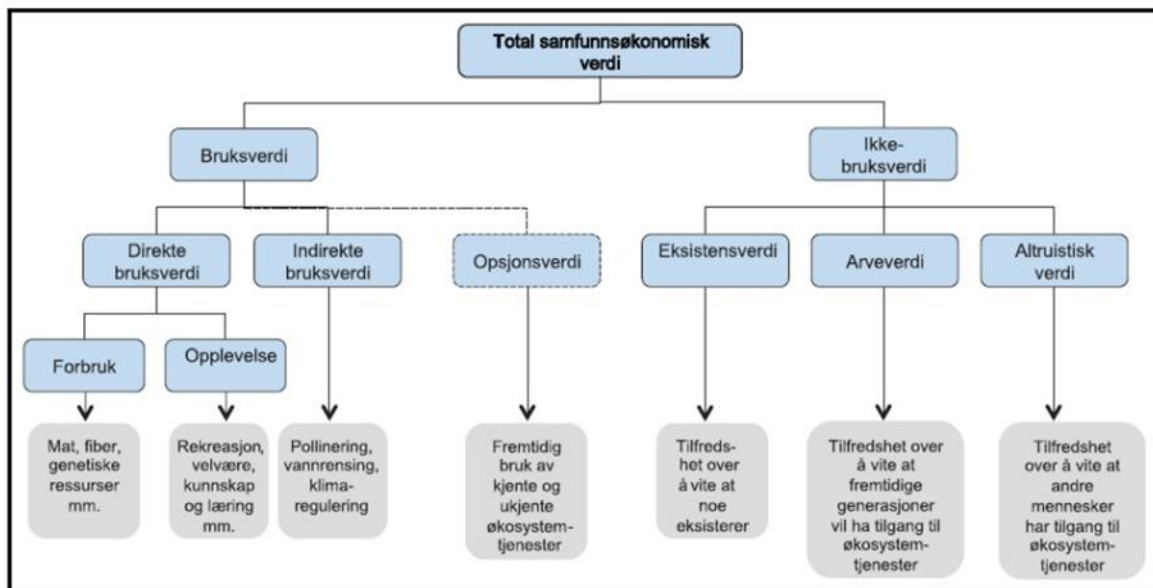 Total samfunnsøkonomisk
verdi
Bruksverdi
Ikke-
bruksverdi
Direkte
bruksverdi
Indirekte
bruksverdi
Opsjonsverdi
Eksistensverdi
Arveverdi
Altruistisk
verdi
Forbruk
Opplevelse
Mat, fiber,
genetiske
ressurser
mm.
Rekreasjon,
velvære,
kunnskap
og læring
mm.
Pollinering,
vannrensing,
klima-
regulering
Fremtidig
bruk av
kjente og
ukjente
økosystem-
tjenester
Tilfreds-
het over
å vite at
noe
eksisterer
Tilfredshet over
å vite at
fremtidige
generasjoner
vil ha tilgang til
økosystem-
tjenester
Tilfredshet
over å vite at
andre
mennesker
har tilgang til
økosystem-
tjenester